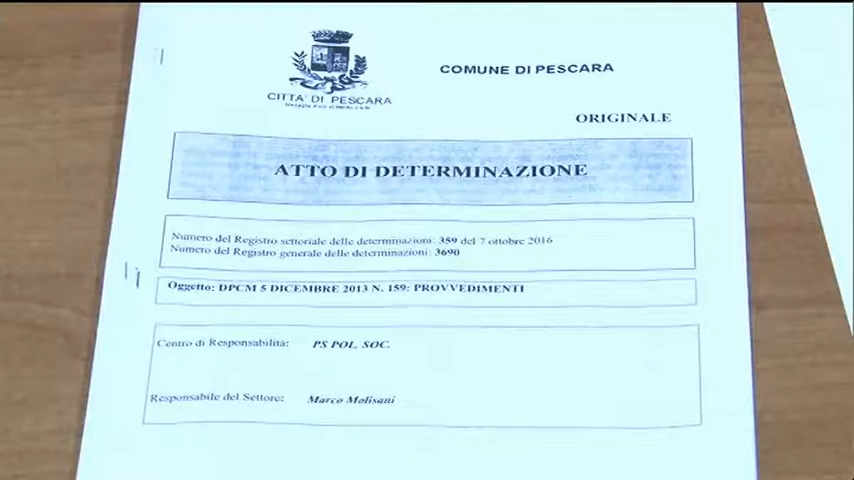 COMUNE DI PESCARA
CITTA' DI PESCARA
ORIGINALE
ATTO DI DETERMINAZIONE
Numero del Registro settoriale delle determinazioni: 359 del 7 ottobre 2016
Numero del Registro generale delle determinazioni: 3690
Oggetto: DPCM 5 DICEMBRE 2013 N. 159: PROVVEDIMENTI
Centro di Responsabilità: PS POL. SOC.
Responsabile del Settore: Marco Molisani